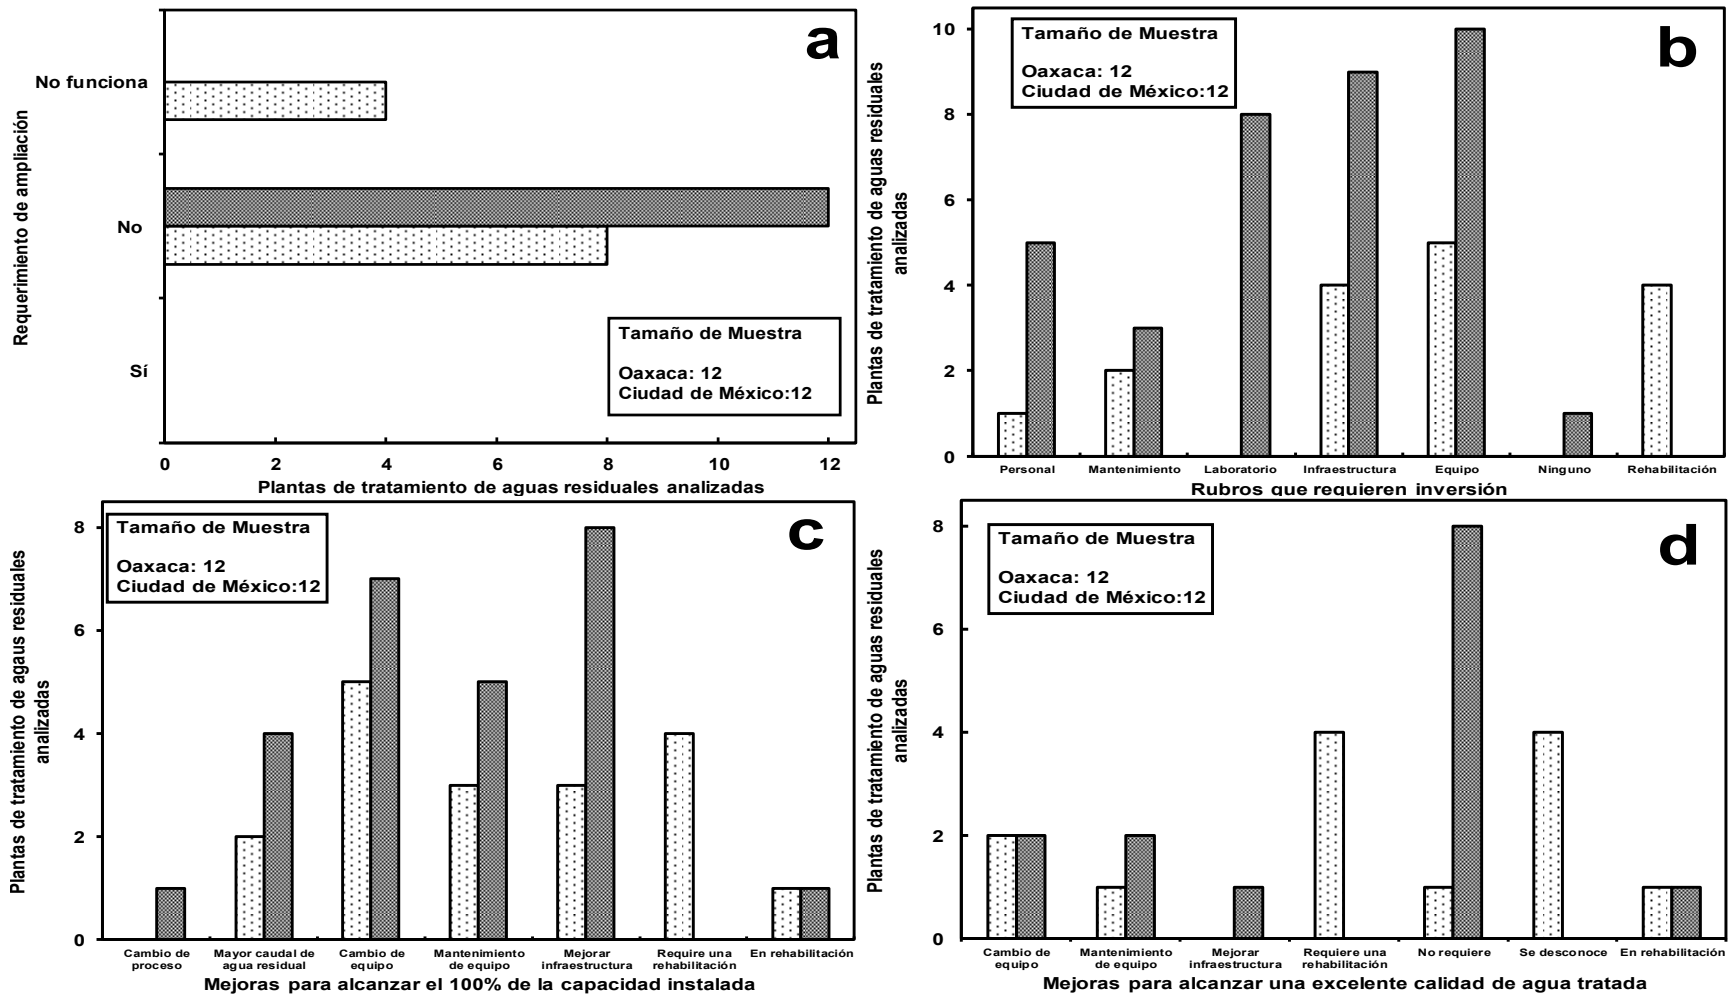 a
Requerimiento de ampliación
No funciona
No
Sí
Tamaño de Muestra
Oaxaca: 12
Ciudad de México:12
0 2 4 6 8 10 12
Plantas de tratamiento de aguas residuales analizadas
b
Plantas de tratamiento de aguas residuales
analizadas
Tamaño de Muestra
Oaxaca: 12
Ciudad de México:12
10
8
6
4
2
0
Personal Mantenimiento Laboratorio Infraestructura Equipo Ninguno Rehabilitación
Rubros que requieren inversión
c
Plantas de tratamiento de agaus residuales
analizadas
Tamaño de Muestra
Oaxaca: 12
Ciudad de México:12
8
6
4
2
0
Cambio de
proceso
Mayor caudal de
agua residual
Cambio de
equipo
Mantenimiento
de equipo
Mejorar
infraestructura
Require una
rehabilitación
En rehabilitación
Mejoras para alcanzar el 100% de la capacidad instalada
d
Plantas de tratamiento de aguas residuales
analizadas
Tamaño de Muestra
Oaxaca: 12
Ciudad de México:12
8
6
4
2
0
Cambio de
equipo
Mantenimiento
de equipo
Mejorar
infraestructura
Requiere una
rehabilitación
No requiere
Se desconoce
En rehabilitación
Mejoras para alcanzar una excelente calidad de agua tratada